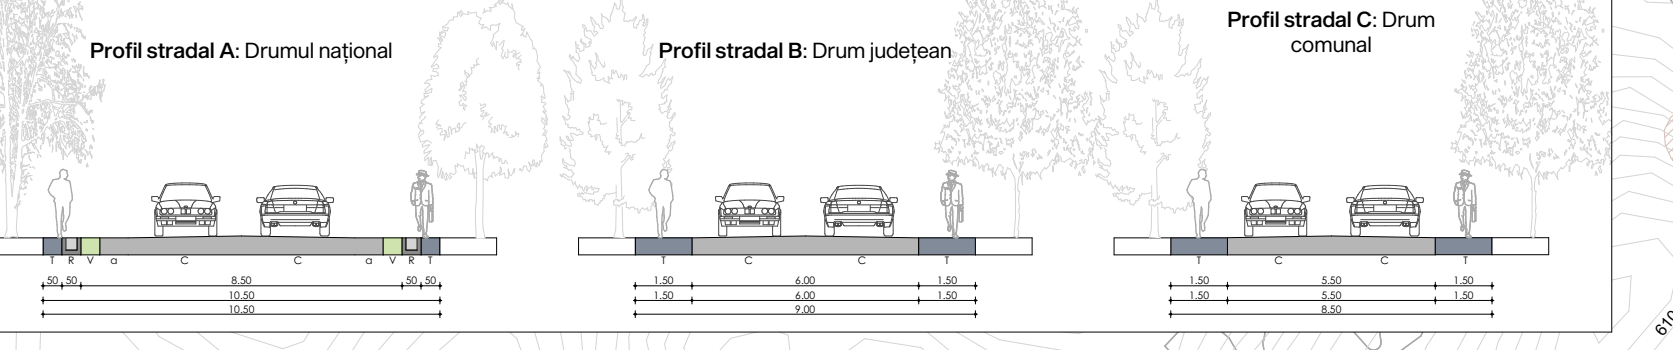 Profil stradal A: Drumul național
T R V a C C a V R T
50 50 8.50 50 50
10.50
10.50
Profil stradal B: Drum județean
T C C T
1.50 6.00 1.50
1.50 6.00 1.50
9.00
Profil stradal C: Drum
comunal
T C C T
1.50 5.50 1.50
1.50 5.50 1.50
8.50
610